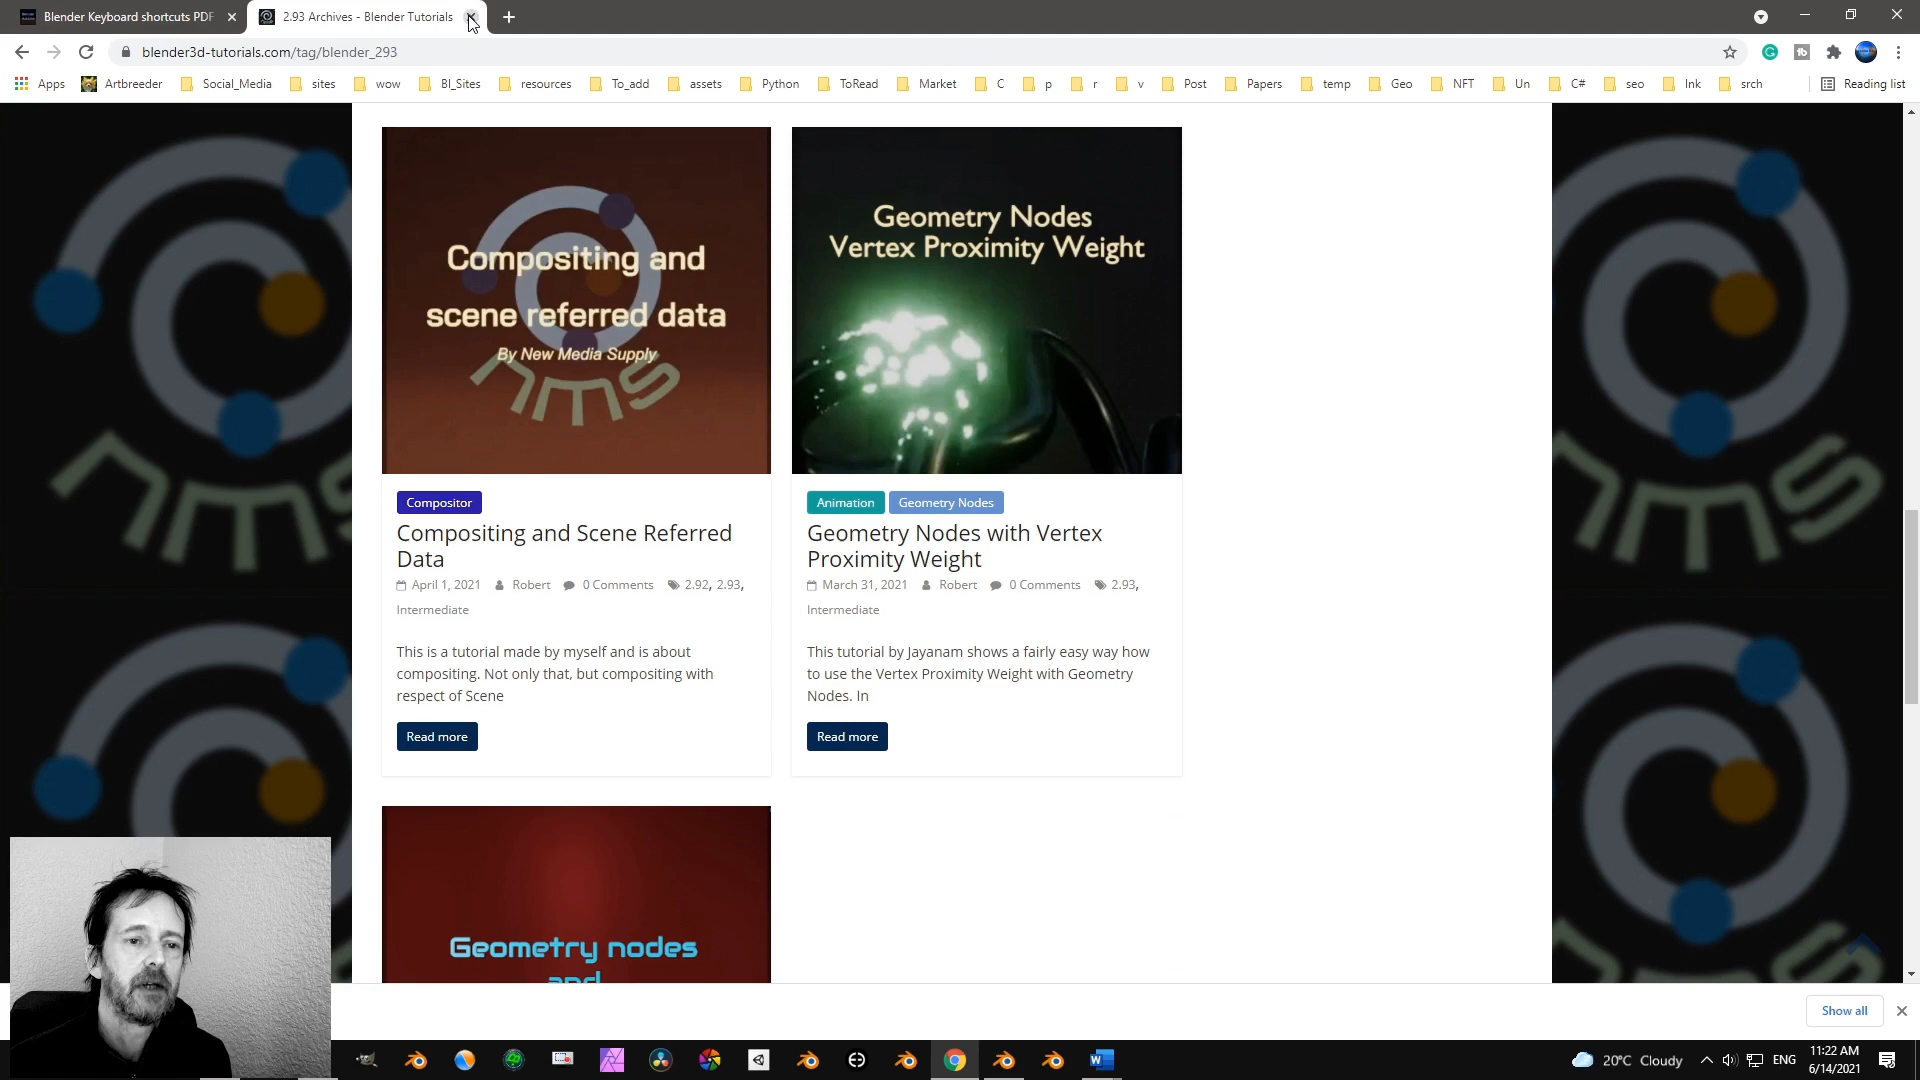 Blender Keyboard shortcuts PDF
2.93 Archives - Blender Tutorials
blender3d-tutorials.com/tag/blender_293
Apps Artbreeder Social_Media sites wow Bl_Sites resources To_add assets Python ToRead Market C p r v Post Papers temp Geo NFT Un C# seo Ink srch Reading list
Compositing and
scene referred data
By New Media Supply
nms
Geometry Nodes
Vertex Proximity Weight
Compositor
Compositing and Scene Referred
Data
April 1, 2021 Robert 0 Comments 2.92, 2.93,
Intermediate
This is a tutorial made by myself and is about
compositing. Not only that, but compositing with
respect of Scene
Read more
Animation Geometry Nodes
Geometry Nodes with Vertex
Proximity Weight
March 31, 2021 Robert 0 Comments 2.93,
Intermediate
This tutorial by Jayanam shows a fairly easy way how
to use the Vertex Proximity Weight with Geometry
Nodes. In
Read more
Geometry nodes
and
nms
nms
Show all
20°C Cloudy
ENG
11:22 AM
6/14/2021